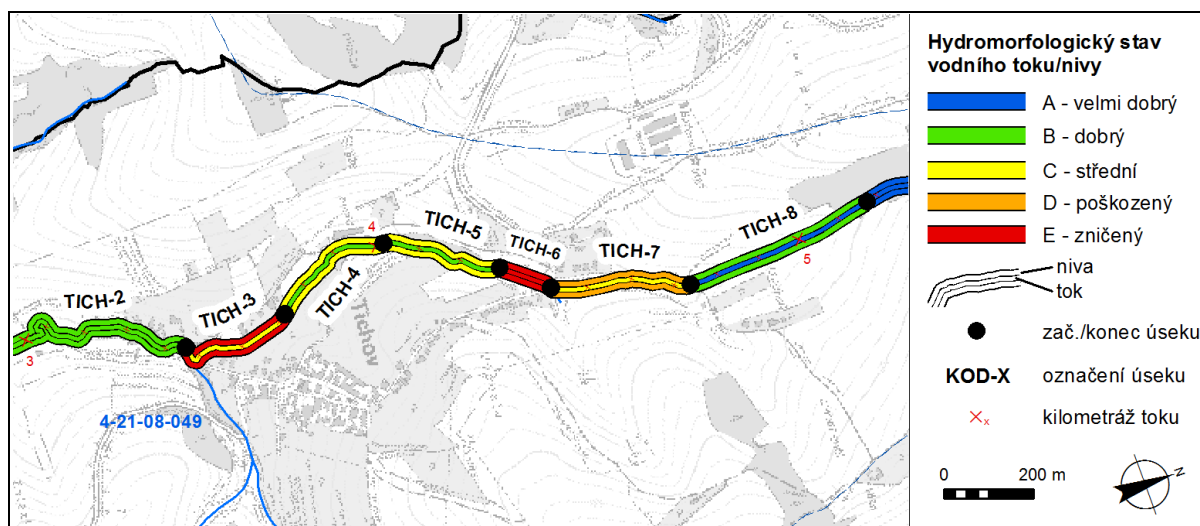 TICH-2
TICH-3
TICH-4
TICH-5
TICH-6
TICH-7
TICH-8
3
4
5
Tichov
4-21-08-049
Hydromorfologický stav
vodního toku/nivy
A - velmi dobrý
B - dobrý
C - střední
D - poškozený
E - zničený
niva
tok
zač./konec úseku
KOD-X označení úseku
x kilometráž toku
0 200 m
N